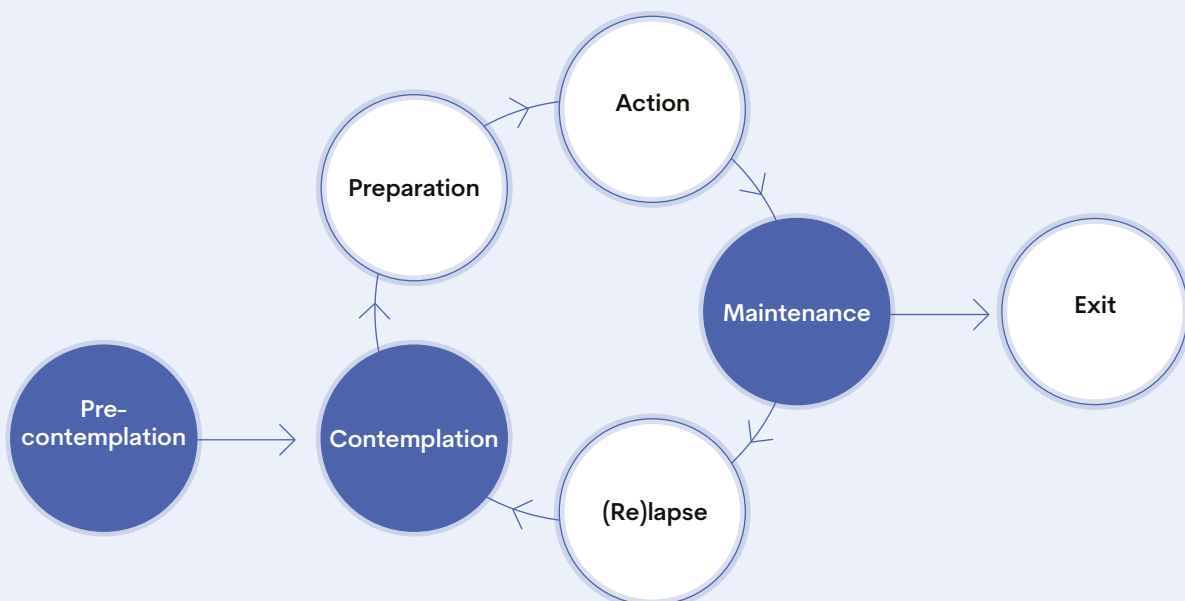 Action
Preparation
Maintenance
Exit
Pre-
contemplation
Contemplation
(Re)lapse